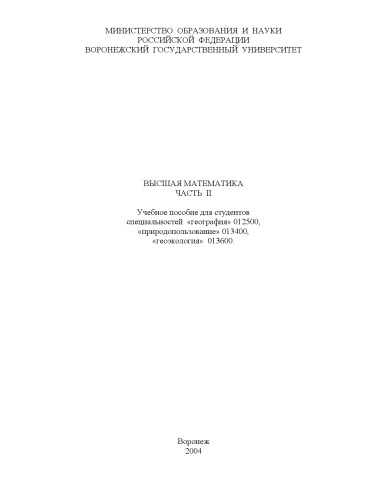 МИНИСТЕРСТВО ОБРАЗОВАНИЯ И НАУКИ
РОССИЙСКОЙ ФЕДЕРАЦИИ
ВОРОНЕЖСКИЙ ГОСУДАРСТВЕННЫЙ УНИВЕРСИТЕТ
ВЫСШАЯ МАТЕМАТИКА
ЧАСТЬ II
Учебное пособие для студентов
специальностей «география» 012500,
«природопользование» 013400,
«геоэкология» 013600.
Воронеж
2004